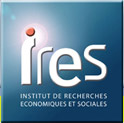 ires
INSTITUT DE RECHERCHES
ECONOMIQUES ET SOCIALES